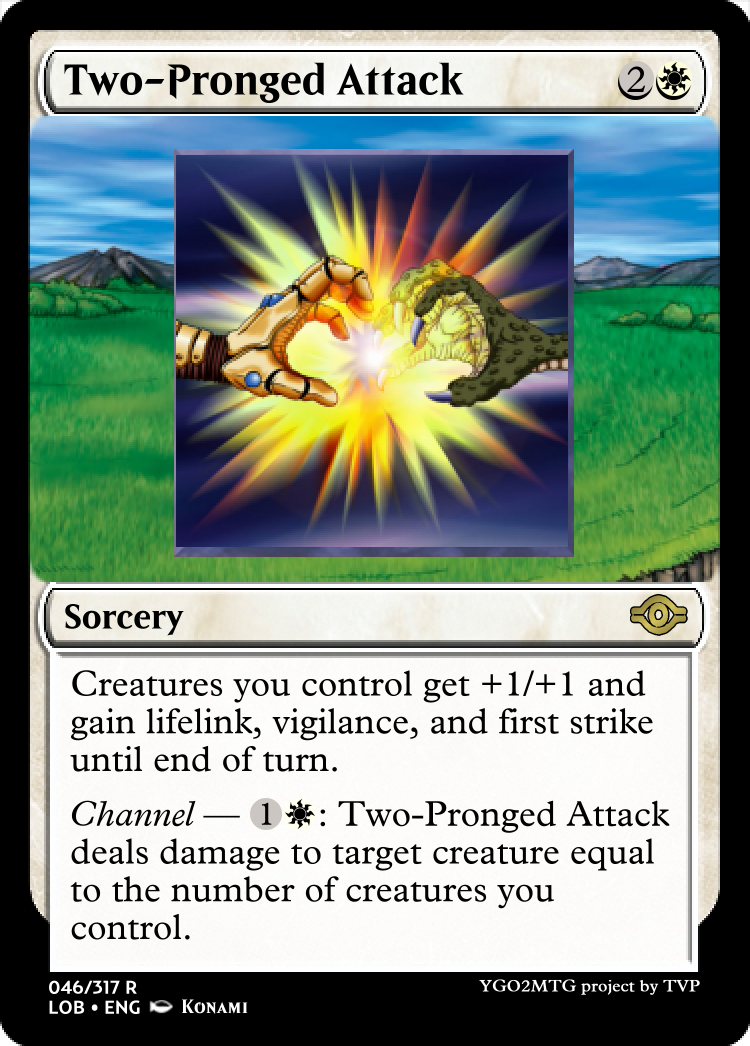 Two-Pronged Attack 2
Sorcery
Creatures you control get +1/+1 and
gain lifelink, vigilance, and first strike
until end of turn.
Channel — 1: Two-Pronged Attack
deals damage to target creature equal
to the number of creatures you
control.
046/317 R
YGO2MTG project by TVP
LOB • ENG Konami